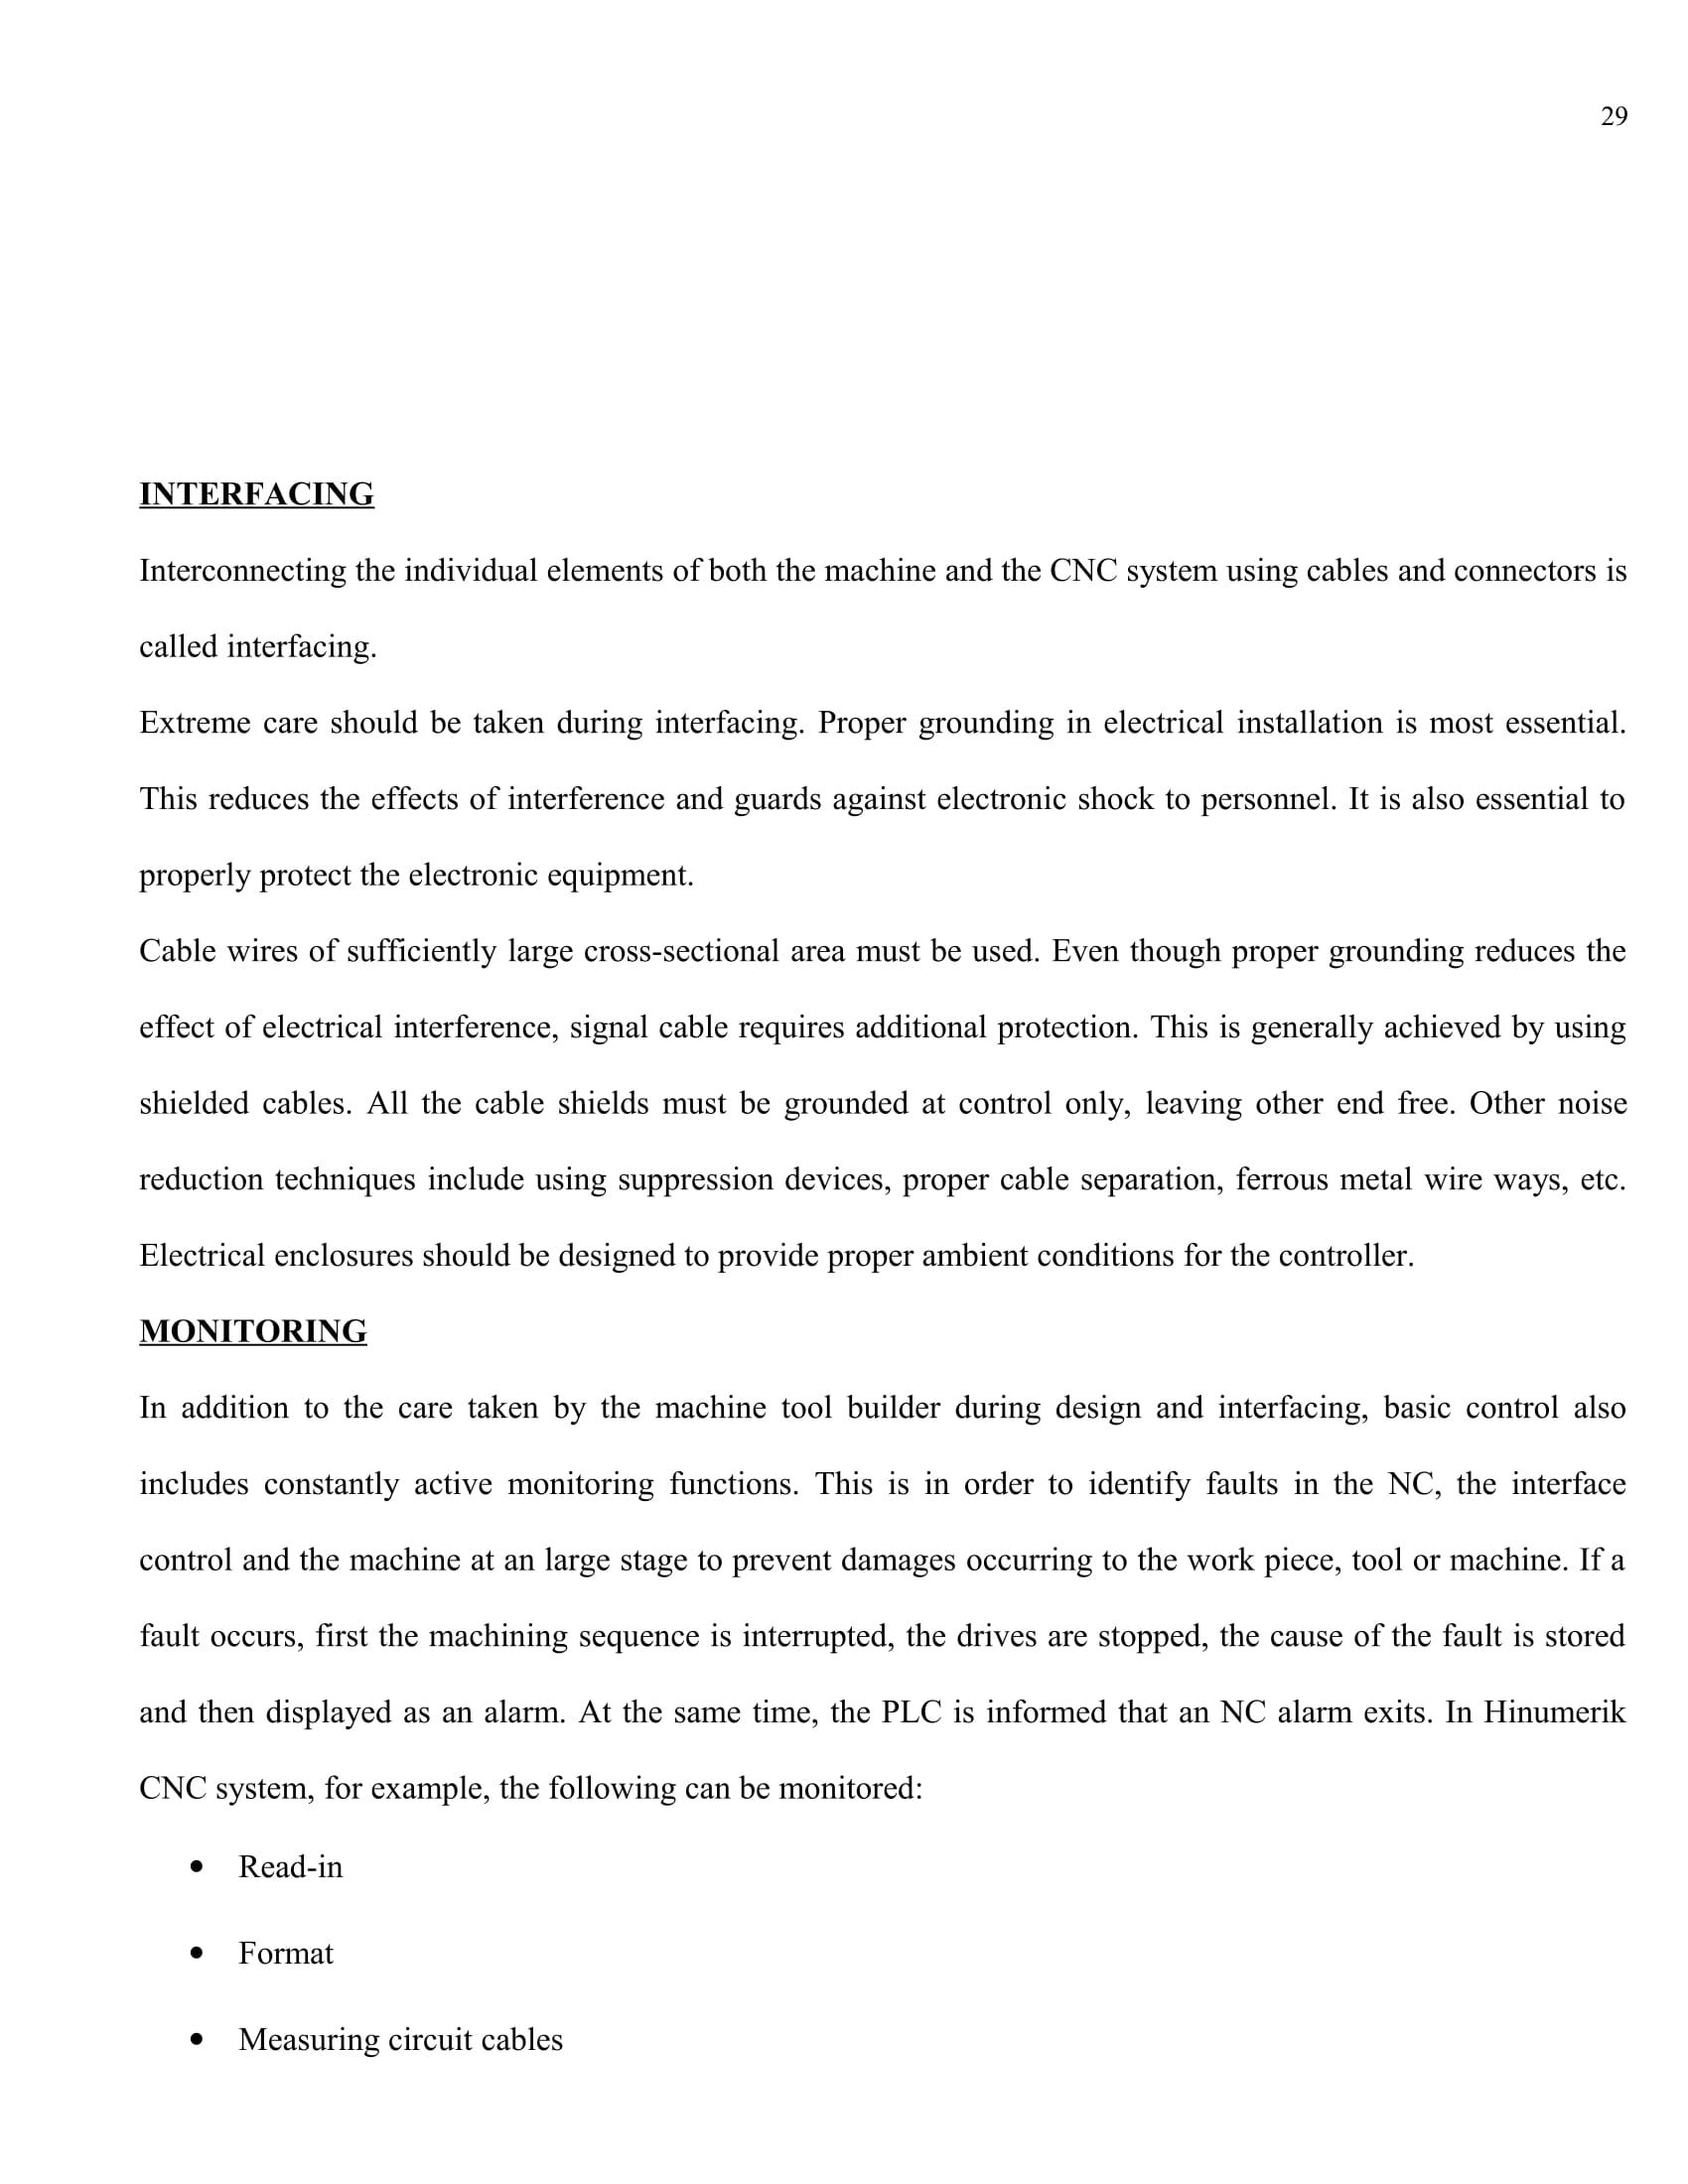 29
INTERFACING
Interconnecting the individual elements of both the machine and the CNC system using cables and connectors is
called interfacing.
Extreme care should be taken during interfacing. Proper grounding in electrical installation is most essential.
This reduces the effects of interference and guards against electronic shock to personnel. It is also essential to
properly protect the electronic equipment.
Cable wires of sufficiently large cross-sectional area must be used. Even though proper grounding reduces the
effect of electrical interference, signal cable requires additional protection. This is generally achieved by using
shielded cables. All the cable shields must be grounded at control only, leaving other end free. Other noise
reduction techniques include using suppression devices, proper cable separation, ferrous metal wire ways, etc.
Electrical enclosures should be designed to provide proper ambient conditions for the controller.
MONITORING
In addition to the care taken by the machine tool builder during design and interfacing, basic control also
includes constantly active monitoring functions. This is in order to identify faults in the NC, the interface
control and the machine at an large stage to prevent damages occurring to the work piece, tool or machine. If a
fault occurs, first the machining sequence is interrupted, the drives are stopped, the cause of the fault is stored
and then displayed as an alarm. At the same time, the PLC is informed that an NC alarm exits. In Hinumerik
CNC system, for example, the following can be monitored:
• Read-in
• Format
• Measuring circuit cables